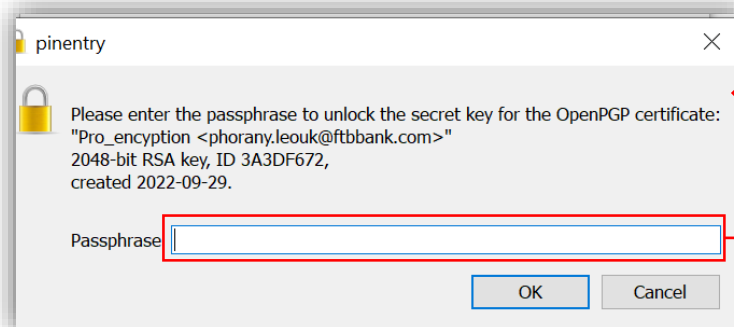 pinentry
Please enter the passphrase to unlock the secret key for the OpenPGP certificate:
"Pro_encyption <phorany.leouk@ftbbank.com>"
2048-bit RSA key, ID 3A3DF672,
created 2022-09-29.
Passphrase
OK Cancel